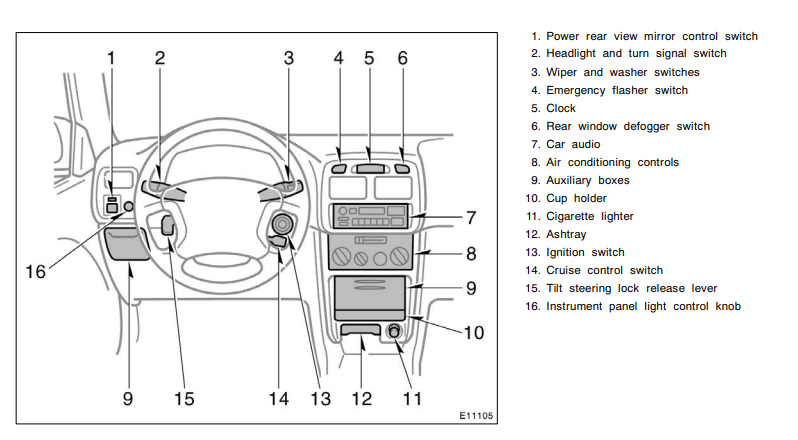 1 2 3 4 5 6
7
8
16
9
10
9 15 14 13 12 11
E11105
1. Power rear view mirror control switch
2. Headlight and turn signal switch
3. Wiper and washer switches
4. Emergency flasher switch
5. Clock
6. Rear window defogger switch
7. Car audio
8. Air conditioning controls
9. Auxiliary boxes
10. Cup holder
11. Cigarette lighter
12. Ashtray
13. Ignition switch
14. Cruise control switch
15. Tilt steering lock release lever
16. Instrument panel light control knob